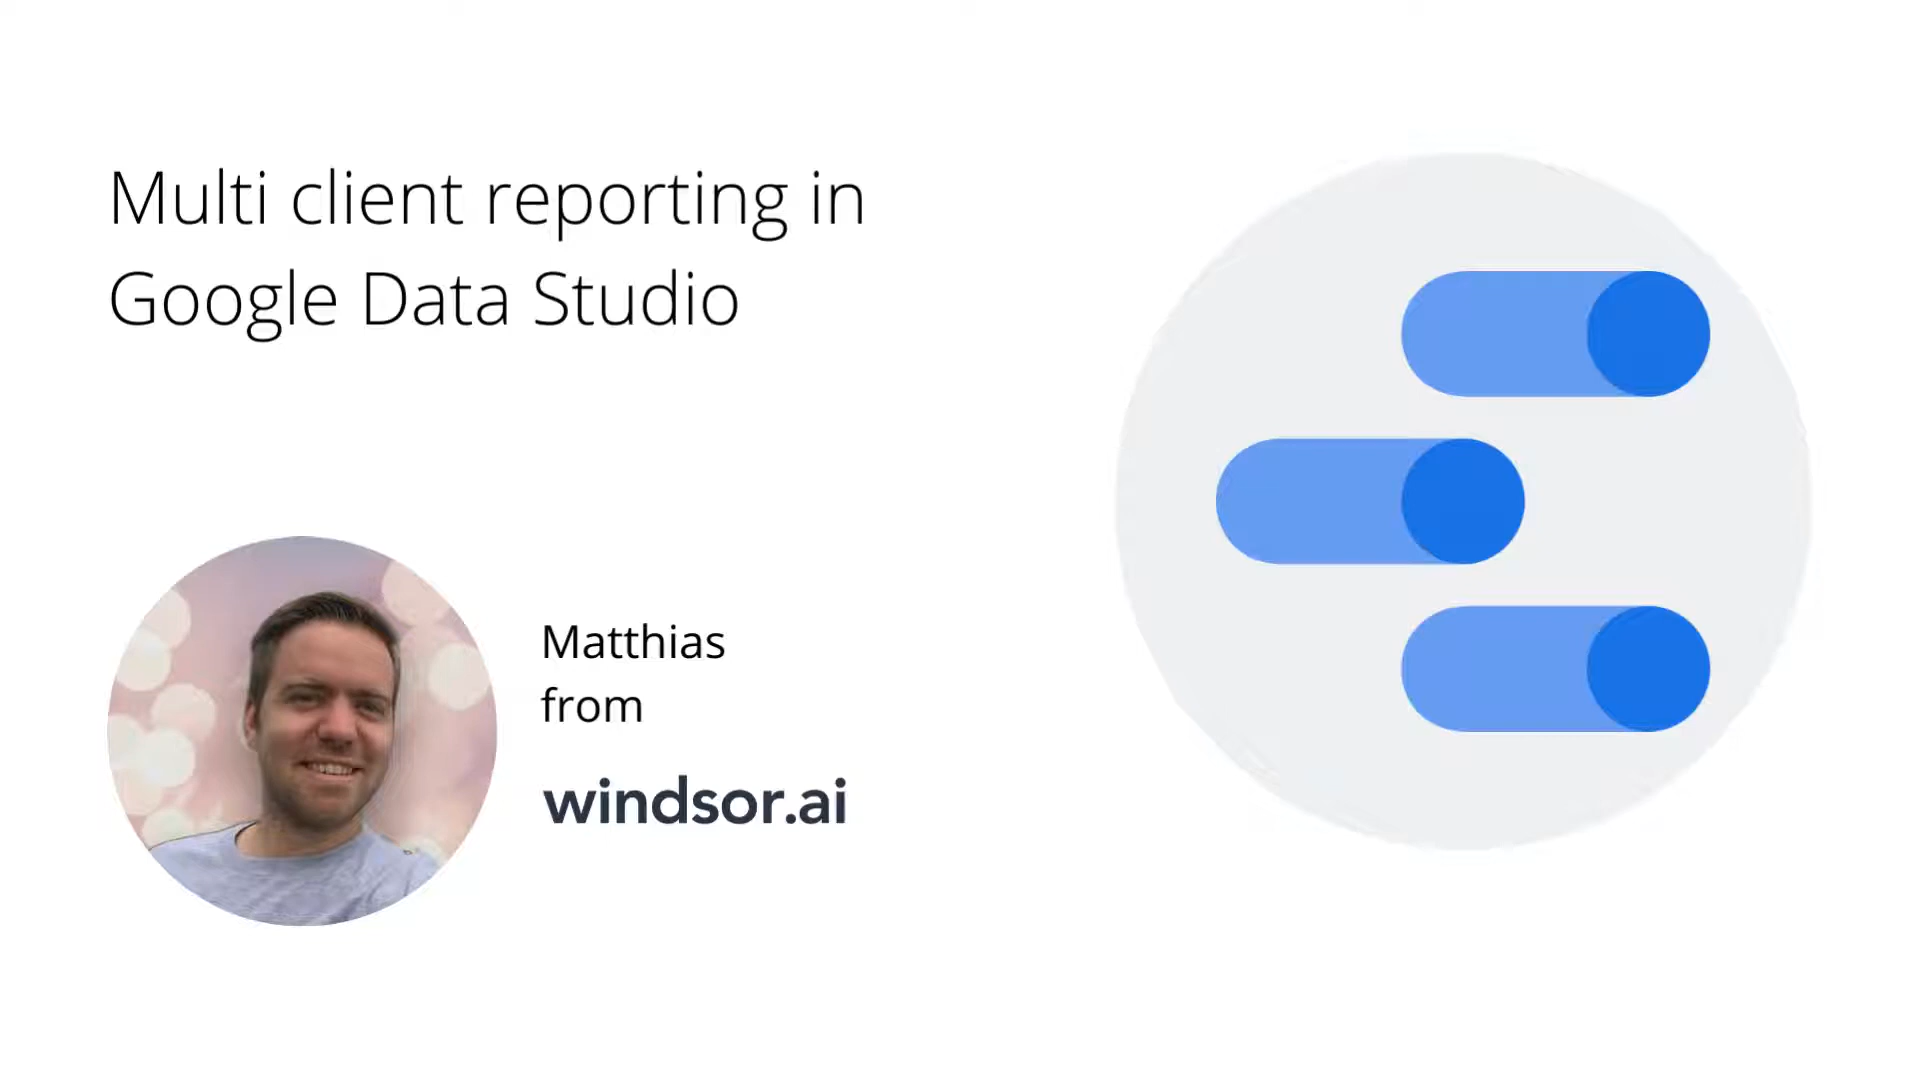 Multi client reporting in
Google Data Studio
Matthias
from
windsor.ai